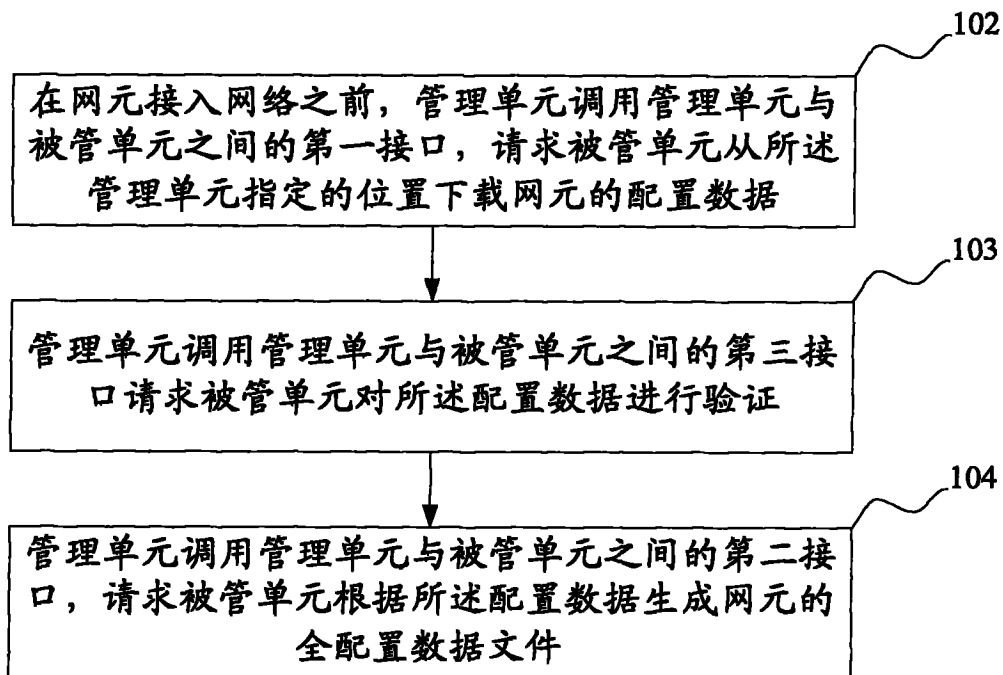 102
在网元接入网络之前，管理单元调用管理单元与
被管单元之间的第一接口，请求被管单元从所述
管理单元指定的位置下载网元的配置数据
103
管理单元调用管理单元与被管单元之间的第三接
口请求被管单元对所述配置数据进行验证
104
管理单元调用管理单元与被管单元之间的第二接
口，请求被管单元根据所述配置数据生成网元的
全配置数据文件